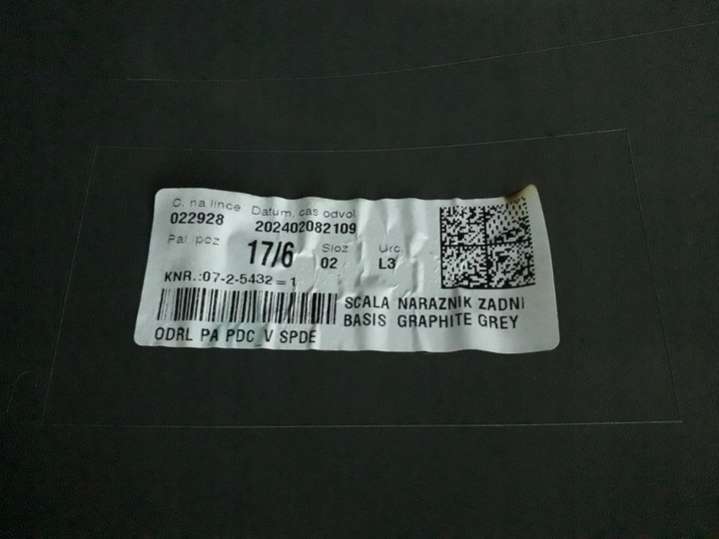 C. na lince Datum, cas odvol
022928 202402082109
Pal. poz 17/6 Sloz 02 Urc. L3
KNR.:07-2-5432=1
SCALA NARAZNIK ZADNI
BASIS GRAPHITE GREY
ODRL PA PDC_V SPDE